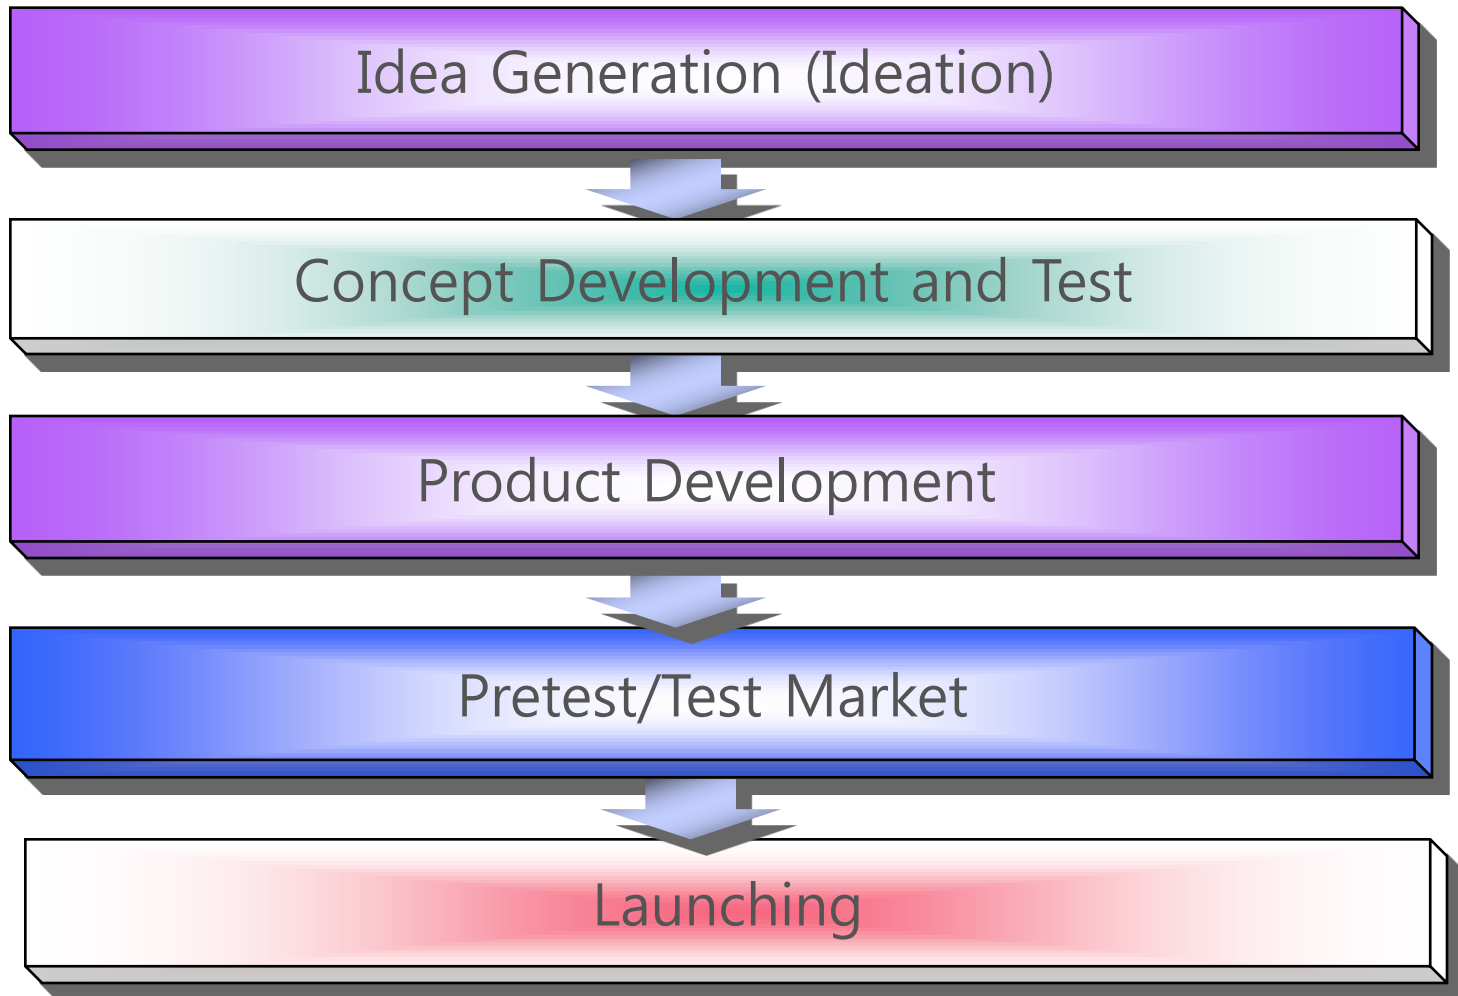 Idea Generation (Ideation)
Concept Development and Test
Product Development
Pretest/Test Market
Launching